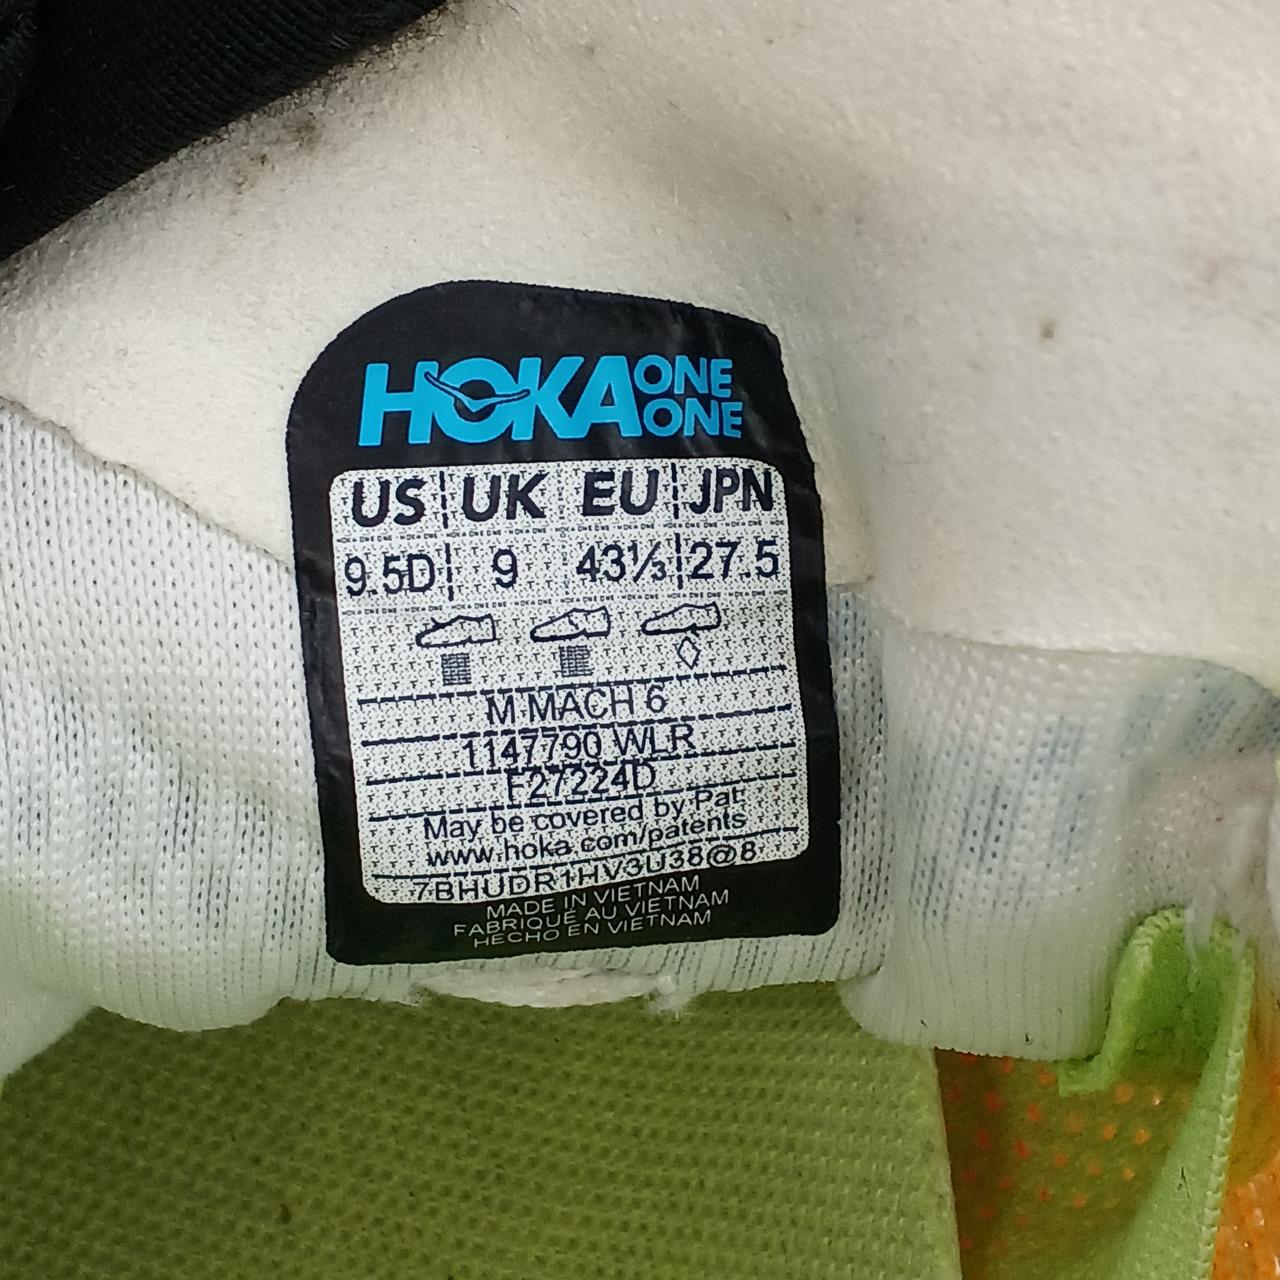 HOKA ONE ONE
US UK EU JPN
9.5D 9 43⅓ 27.5
M MACH 6
1147790 WLR
F27224D
May be covered by Pat.
www.hoka.com/patents
7BHUDR1HV3U38@8
MADE IN VIETNAM
FABRIQUÉ AU VIETNAM
HECHO EN VIETNAM